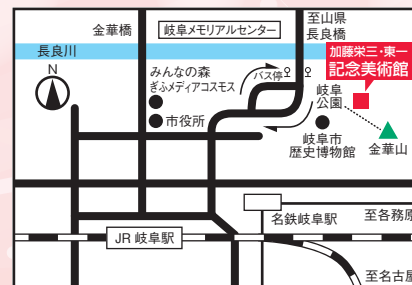 金華橋
岐阜メモリアルセンター
至山県
長良橋
長良川
加藤栄三・東一
記念美術館
N
みんなの森
ぎふメディアコスモス
バス停
岐阜
公園
市役所
岐阜市
歴史博物館
金華山
名鉄岐阜駅
至各務原
JR 岐阜駅
至名古屋